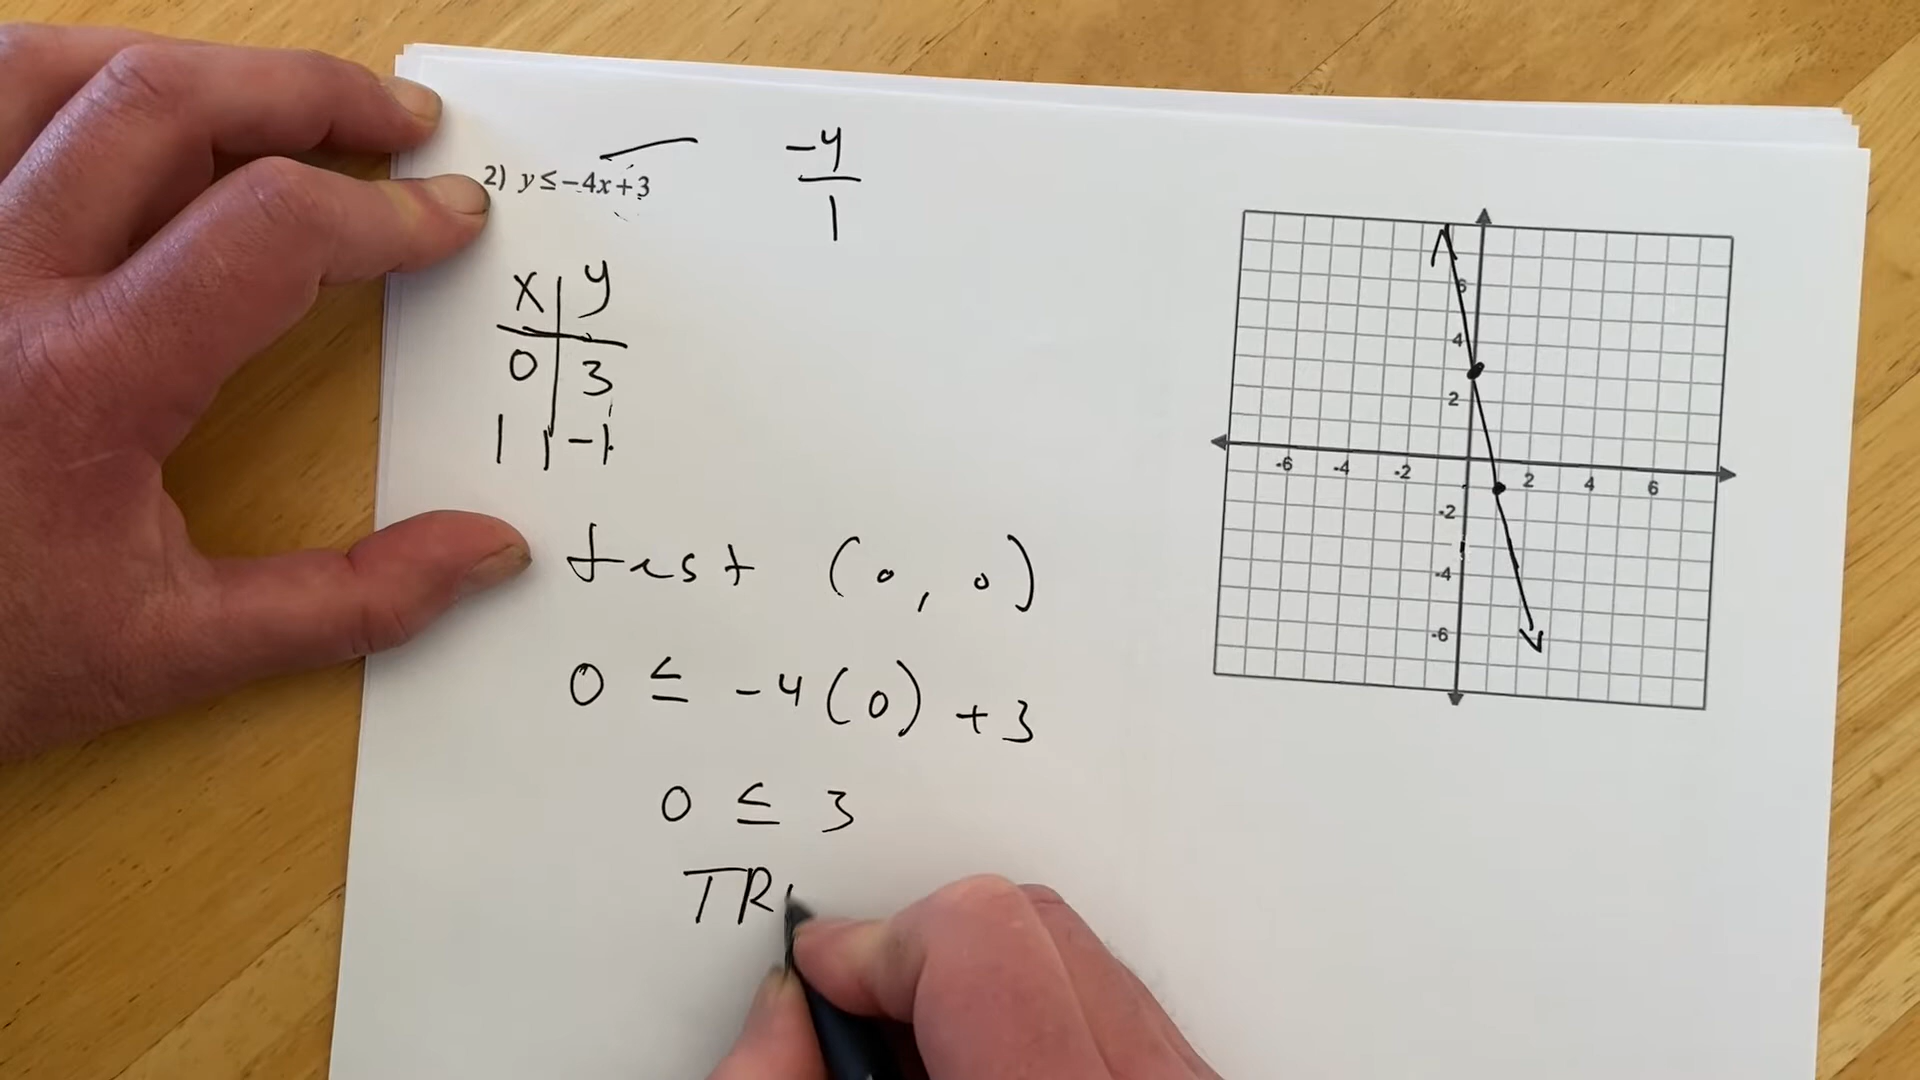 2) y≤-4x+3
-4
1
x y
0 3
1 -1
test (0, 0)
0 ≤ -4(0) +3
0 ≤ 3
TRU
6
4
2
-6 -4 -2 2 4 6
-2
-4
-6